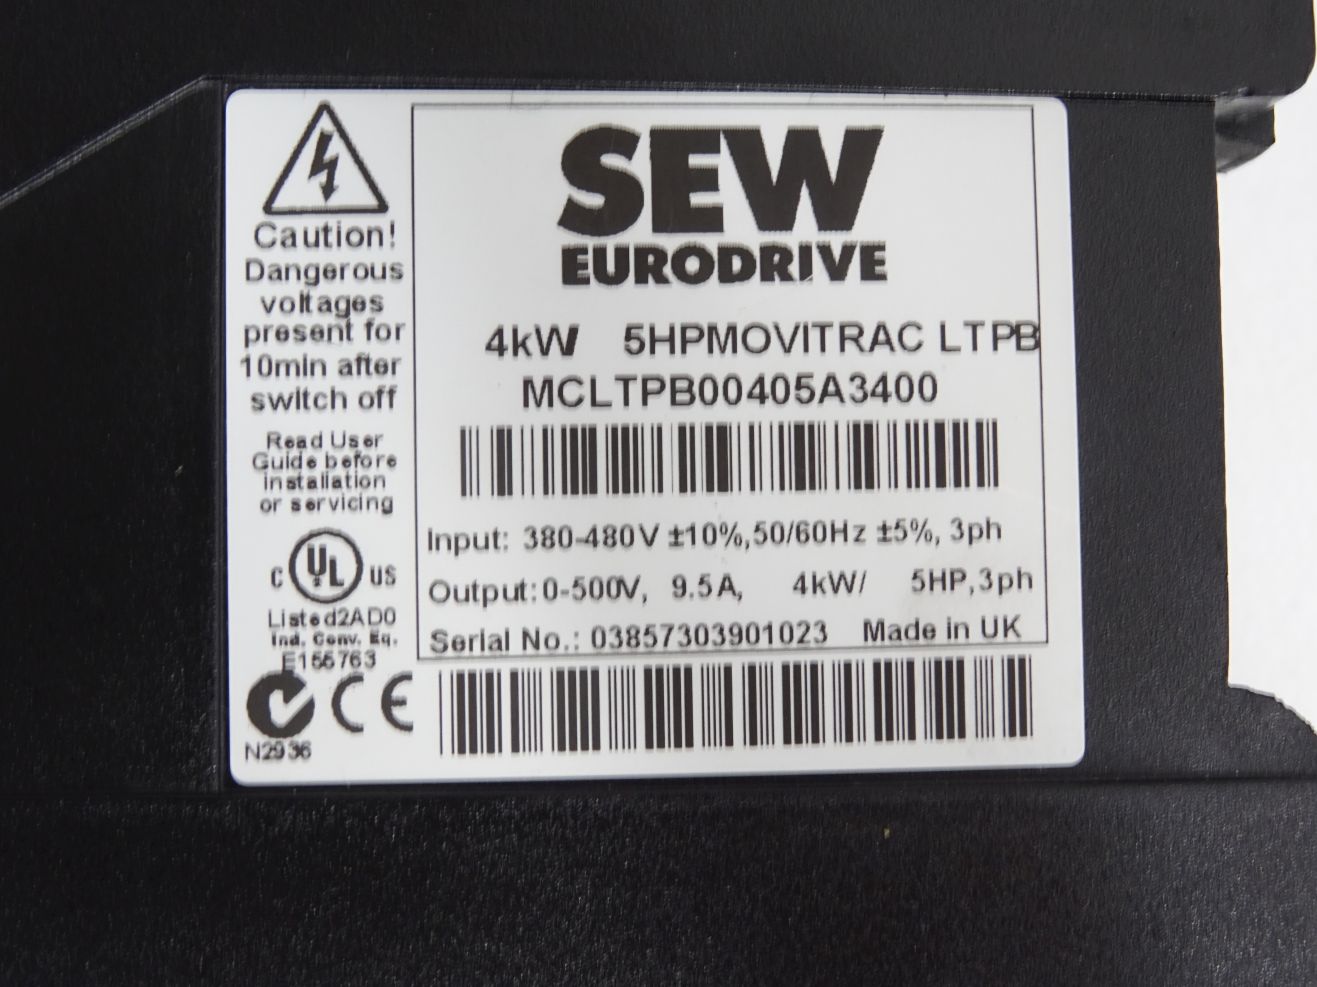 Caution!
Dangerous
voltages
present for
10min after
switch off
Read User
Guide before
installation
or servicing
C UL US
Listed2AD0
Ind. Conv. Eq.
E155763
CE
N2936
SEW
EURODRIVE
4kW 5HPMOVITRAC LTPB
MCLTPB00405A3400
Input: 380-480V ±10%,50/60Hz ±5%, 3ph
Output:0-500V, 9.5A, 4kW/ 5HP,3ph
Serial No.: 03857303901023 Made in UK